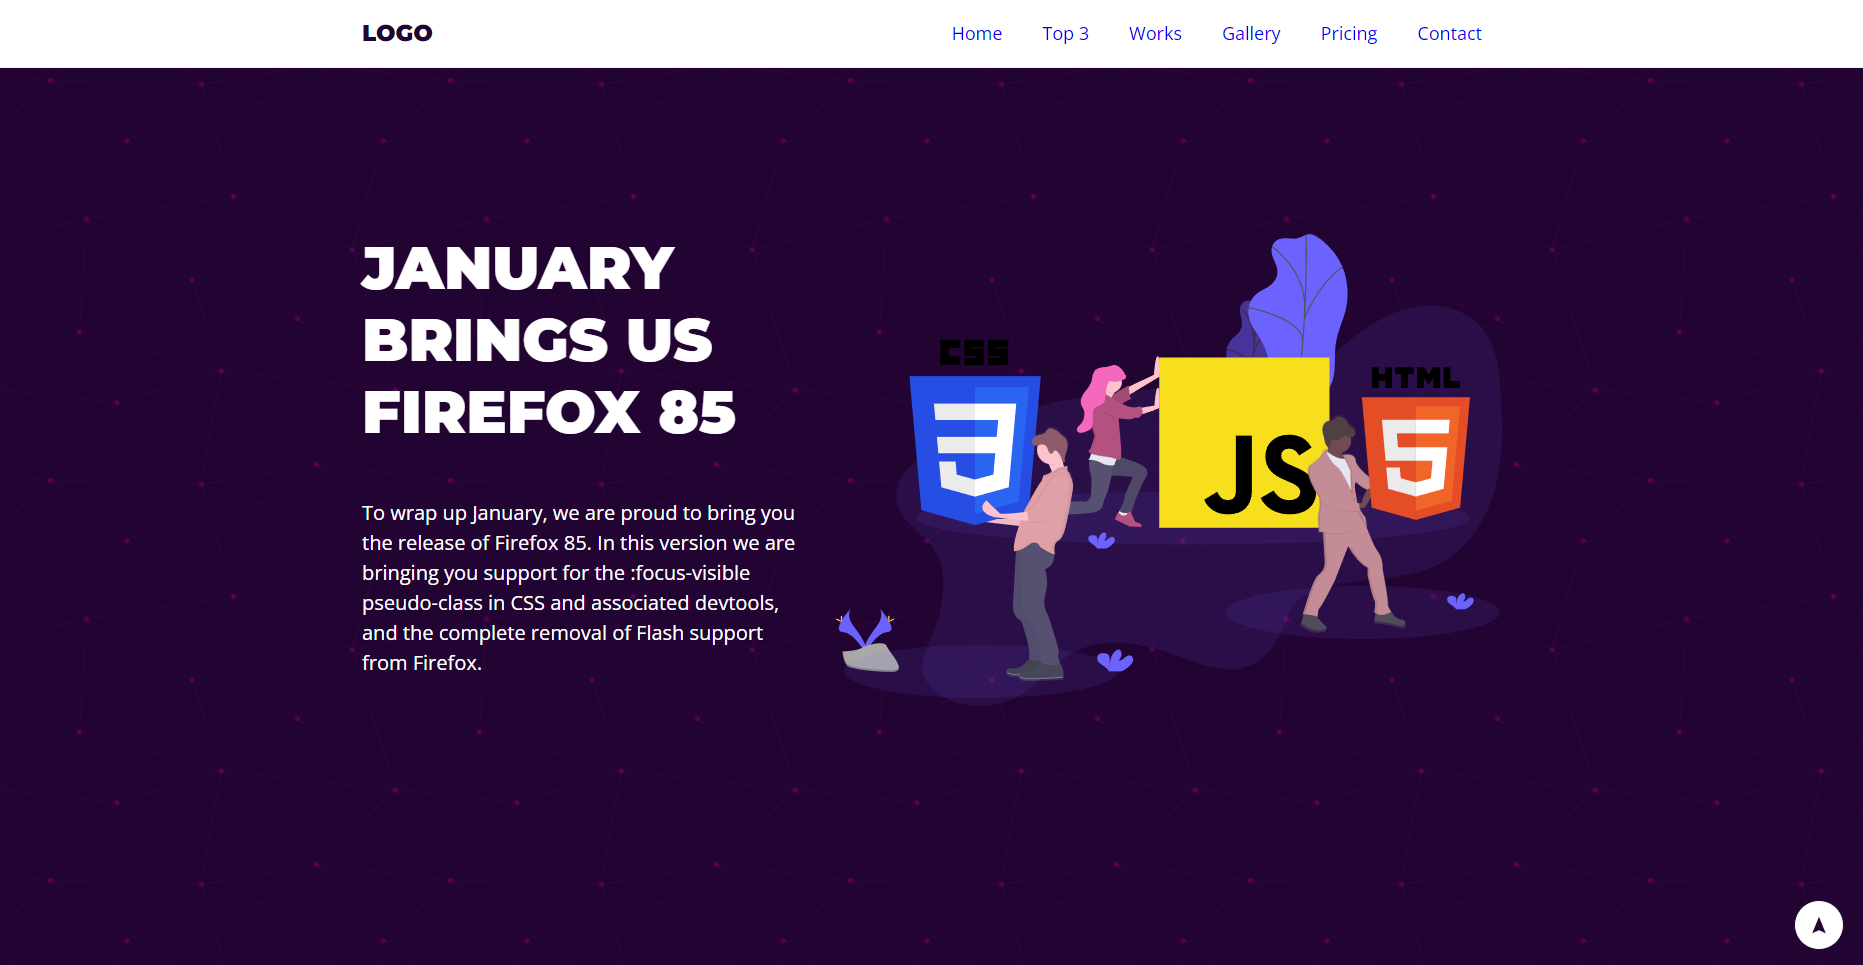 LOGO
Home Top 3 Works Gallery Pricing Contact
JANUARY
BRINGS US
FIREFOX 85
To wrap up January, we are proud to bring you
the release of Firefox 85. In this version we are
bringing you support for the :focus-visible
pseudo-class in CSS and associated devtools,
and the complete removal of Flash support
from Firefox.
CSS
3
JS
HTML
5